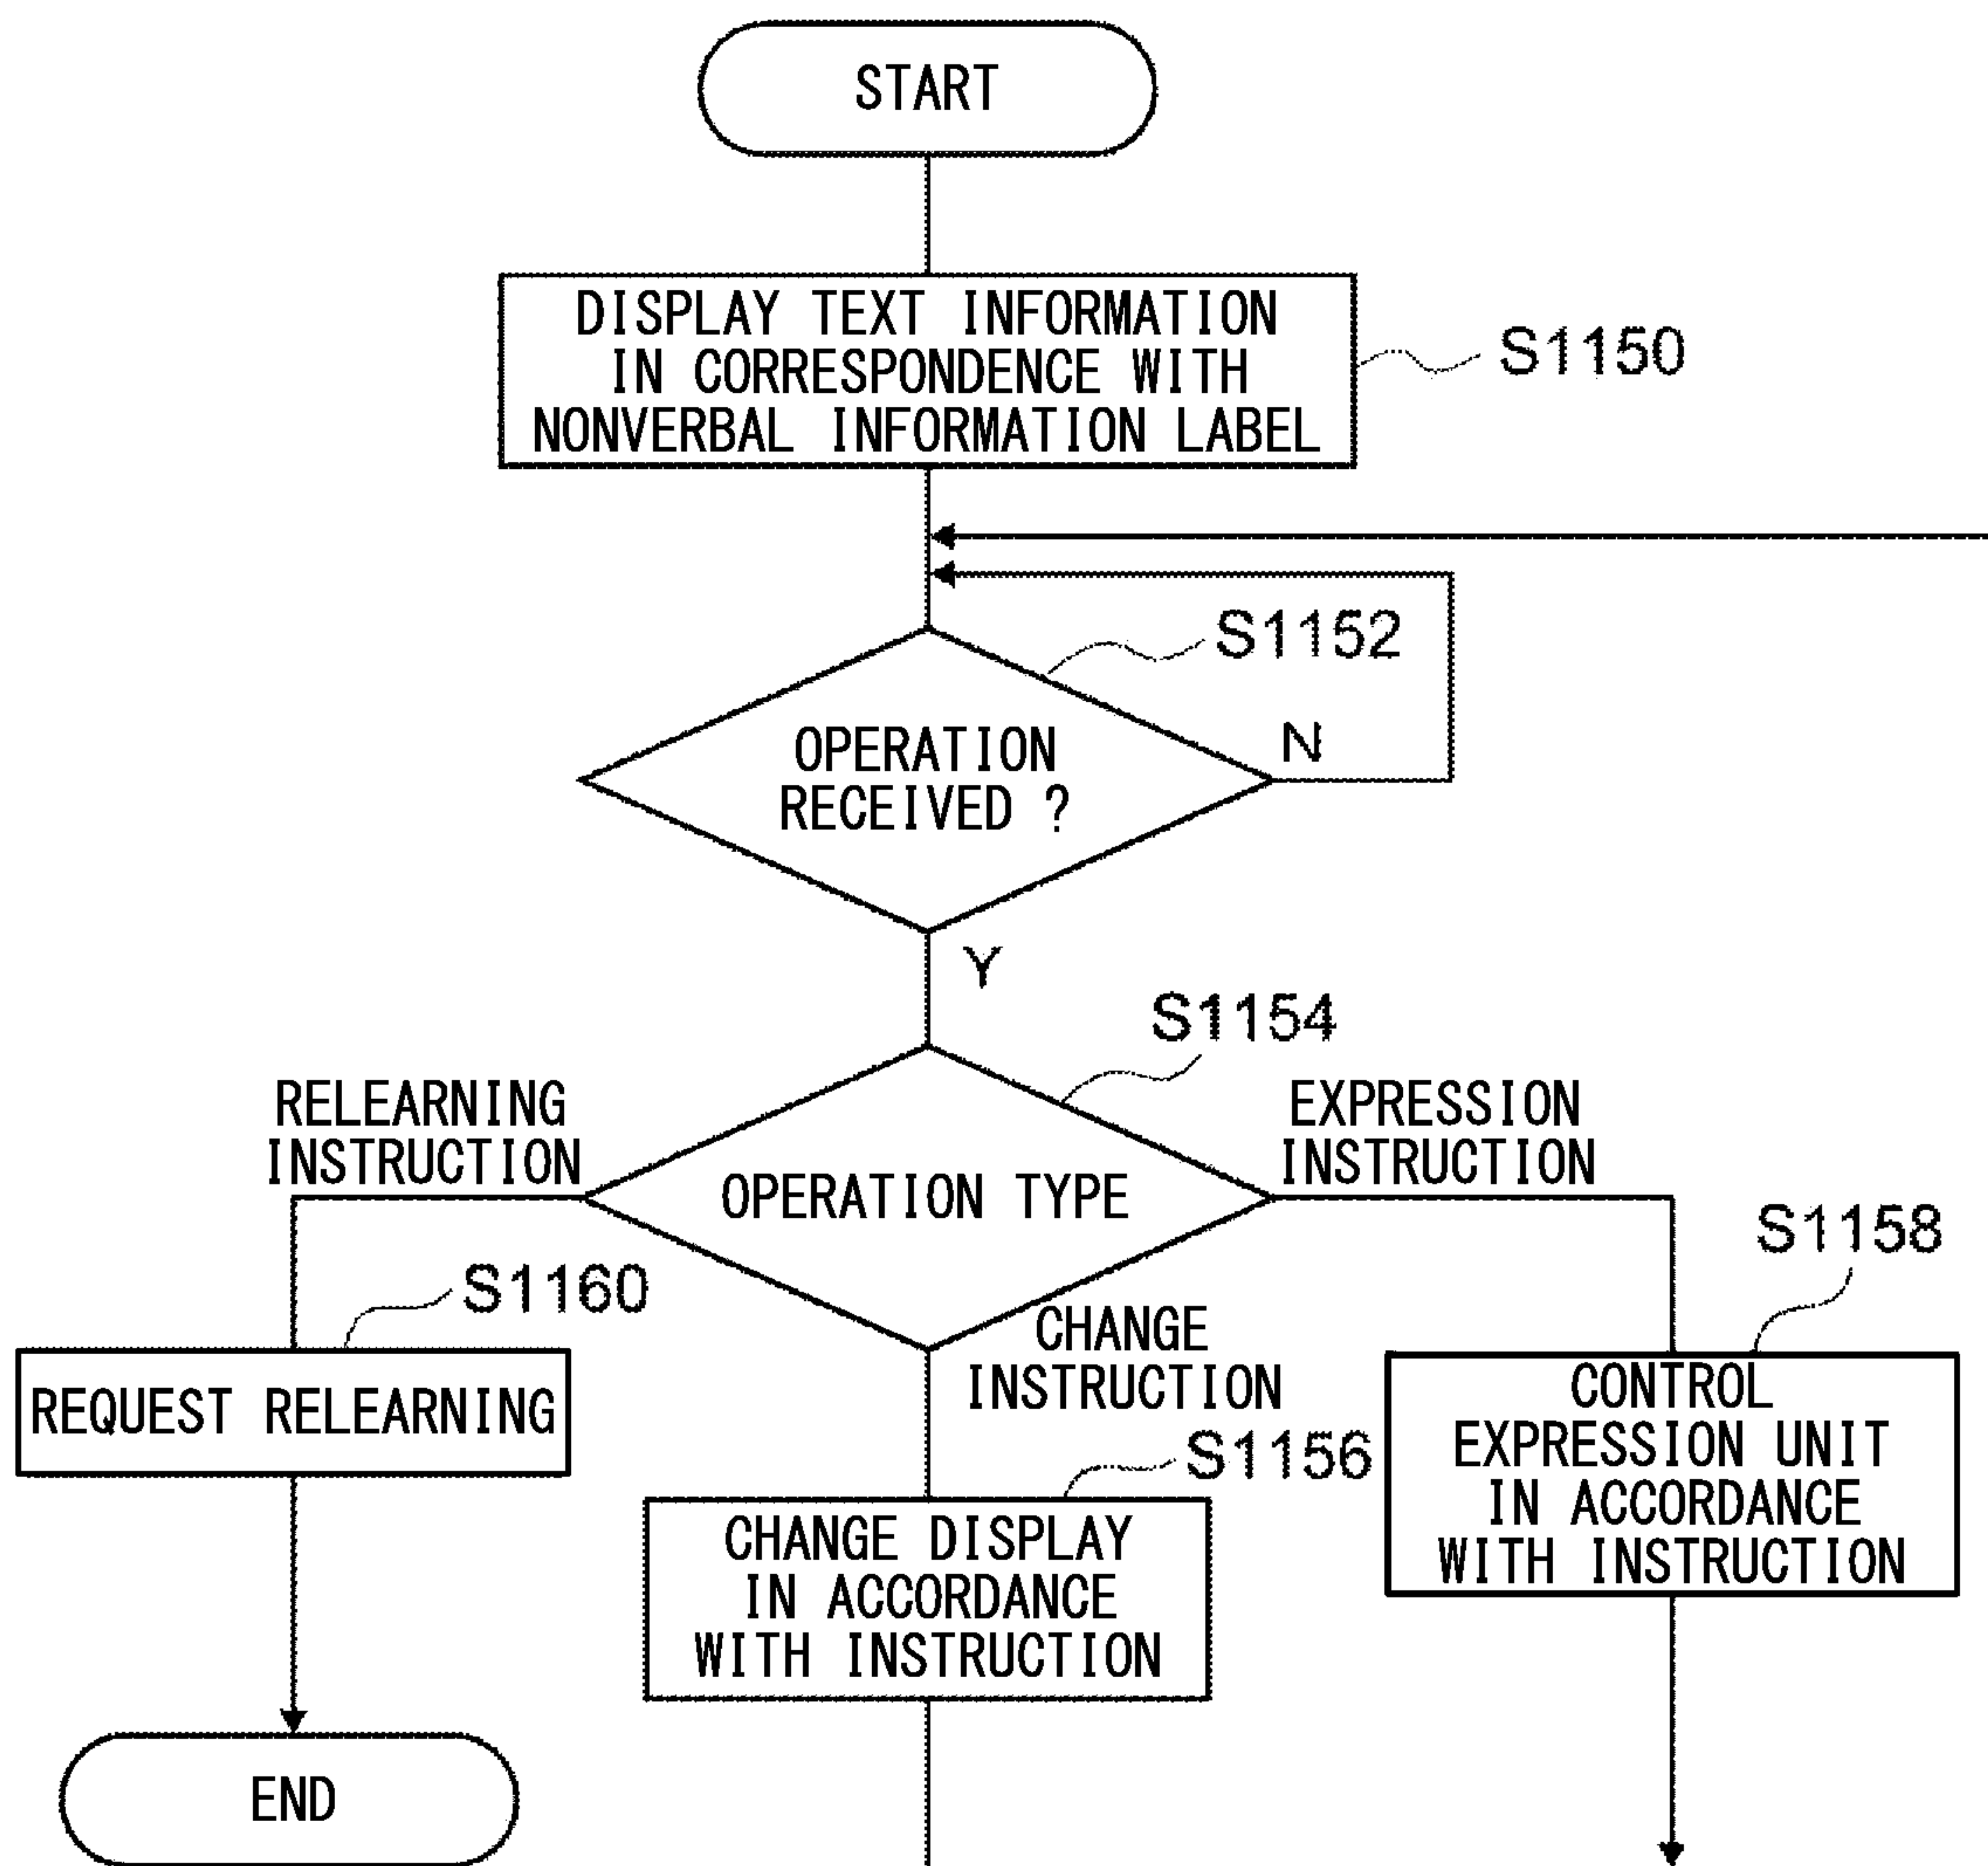 START
DISPLAY TEXT INFORMATION
IN CORRESPONDENCE WITH
NONVERBAL INFORMATION LABEL
S1150
S1152
OPERATION
RECEIVED ?
N
Y
S1154
RELEARNING
INSTRUCTION
OPERATION TYPE
EXPRESSION
INSTRUCTION
S1158
S1160
REQUEST RELEARNING
CHANGE
INSTRUCTION
CONTROL
EXPRESSION UNIT
IN ACCORDANCE
WITH INSTRUCTION
S1156
CHANGE DISPLAY
IN ACCORDANCE
WITH INSTRUCTION
END